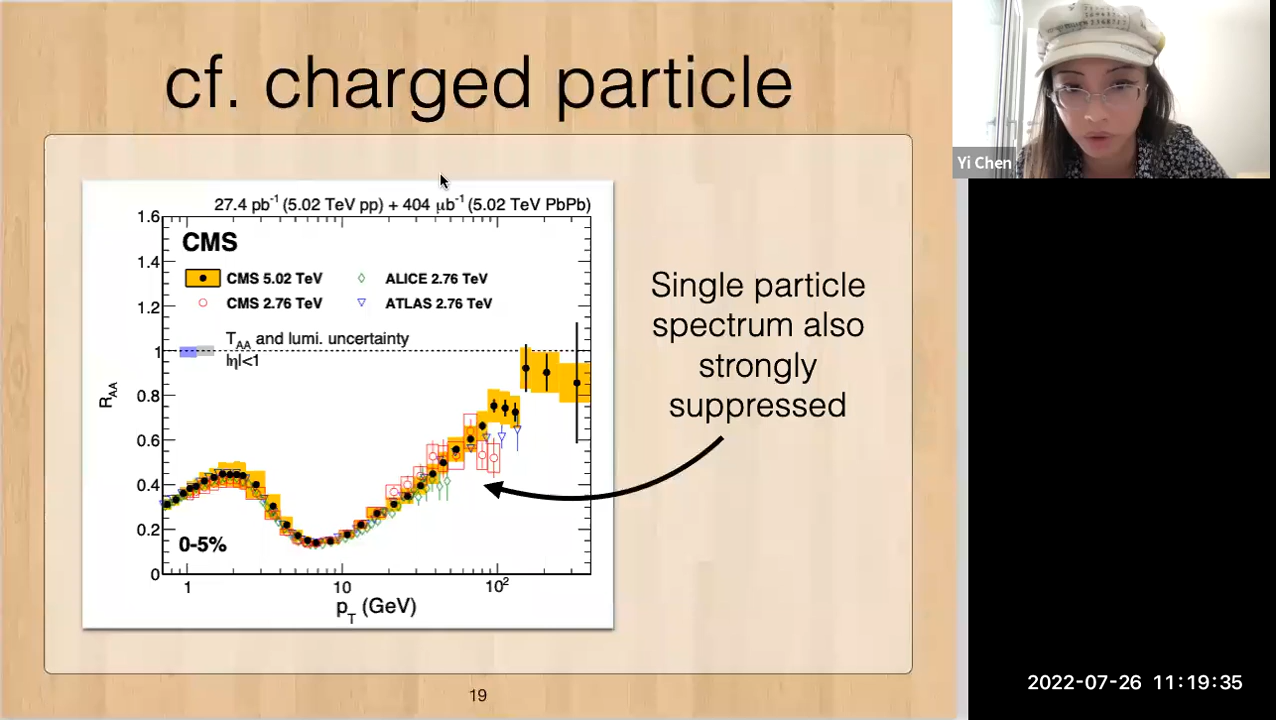 cf. charged particle
27.4 pb⁻¹ (5.02 TeV pp) + 404 μb⁻¹ (5.02 TeV PbPb)
CMS
CMS 5.02 TeV
ALICE 2.76 TeV
CMS 2.76 TeV
ATLAS 2.76 TeV
T_AA and lumi. uncertainty
|η|<1
0-5%
R_AA
1.6
1.4
1.2
1
0.8
0.6
0.4
0.2
0
1 10 10²
p_T (GeV)
Single particle
spectrum also
strongly
suppressed
19
Yi Chen
2022-07-26 11:19:35